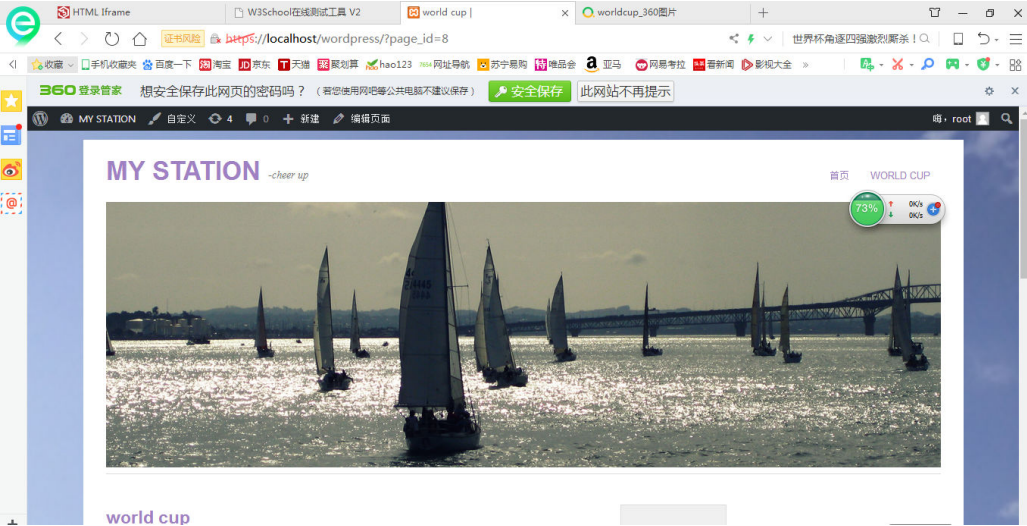 HTML Iframe W3School在线测试工具 V2 world cup | × worldcup_360图片 +
证书风险 https://localhost/wordpress/?page_id=8 世界杯角逐四强激烈厮杀!
收藏 手机收藏夹 百度一下 淘宝 JD 京东 T 天猫 聚划算 hao123 网址导航 苏宁易购 特 唯品会 a 亚马 网易考拉 看新闻 影视大全 »
360 登录管家 想安全保存此网页的密码吗? (若您使用网吧等公共电脑不建议保存) 安全保存 此网站不再提示
MY STATION 自定义 4 0 + 新建 编辑页面 嗨,root
MY STATION -cheer up 首页 WORLD CUP
73% 0K/s
0K/s
world cup